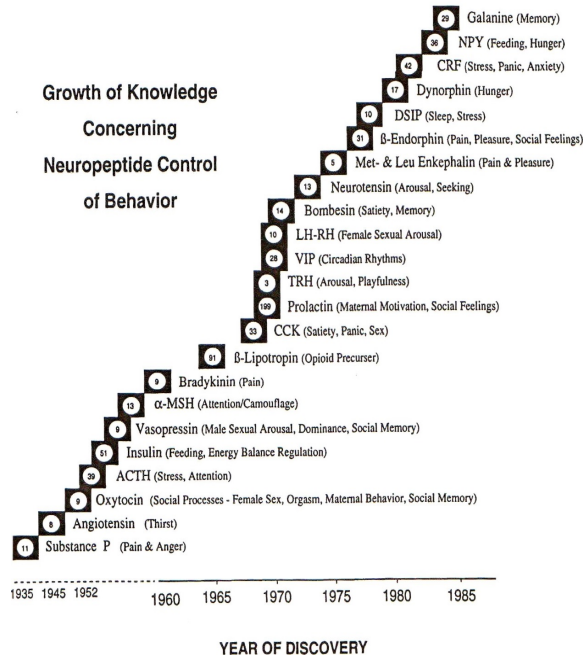 29 Galanine (Memory)
36 NPY (Feeding, Hunger)
42 CRF (Stress, Panic, Anxiety)
17 Dynorphin (Hunger)
10 DSIP (Sleep, Stress)
31 ß-Endorphin (Pain, Pleasure, Social Feelings)
5 Met- & Leu Enkephalin (Pain & Pleasure)
13 Neurotensin (Arousal, Seeking)
14 Bombesin (Satiety, Memory)
10 LH-RH (Female Sexual Arousal)
28 VIP (Circadian Rhythms)
3 TRH (Arousal, Playfulness)
199 Prolactin (Maternal Motivation, Social Feelings)
33 CCK (Satiety, Panic, Sex)
91 ß-Lipotropin (Opioid Precurser)
9 Bradykinin (Pain)
13 α-MSH (Attention/Camouflage)
9 Vasopressin (Male Sexual Arousal, Dominance, Social Memory)
51 Insulin (Feeding, Energy Balance Regulation)
39 ACTH (Stress, Attention)
9 Oxytocin (Social Processes - Female Sex, Orgasm, Maternal Behavior, Social Memory)
8 Angiotensin (Thirst)
11 Substance P (Pain & Anger)
Growth of Knowledge
Concerning
Neuropeptide Control
of Behavior
1935 1945 1952 1960 1965 1970 1975 1980 1985
YEAR OF DISCOVERY